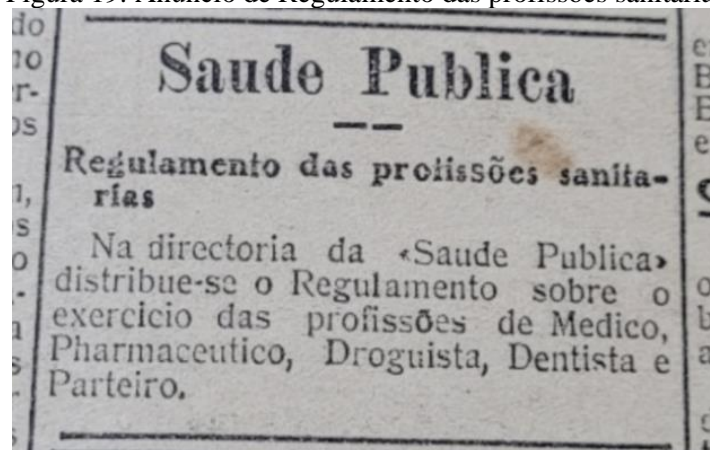 Saude Publica
Regulamento das profissões sanita-
rias
Na directoria da «Saude Publica»
distribue-se o Regulamento sobre o
exercicio das profissões de Medico,
Pharmaceutico, Droguista, Dentista e
Parteiro.